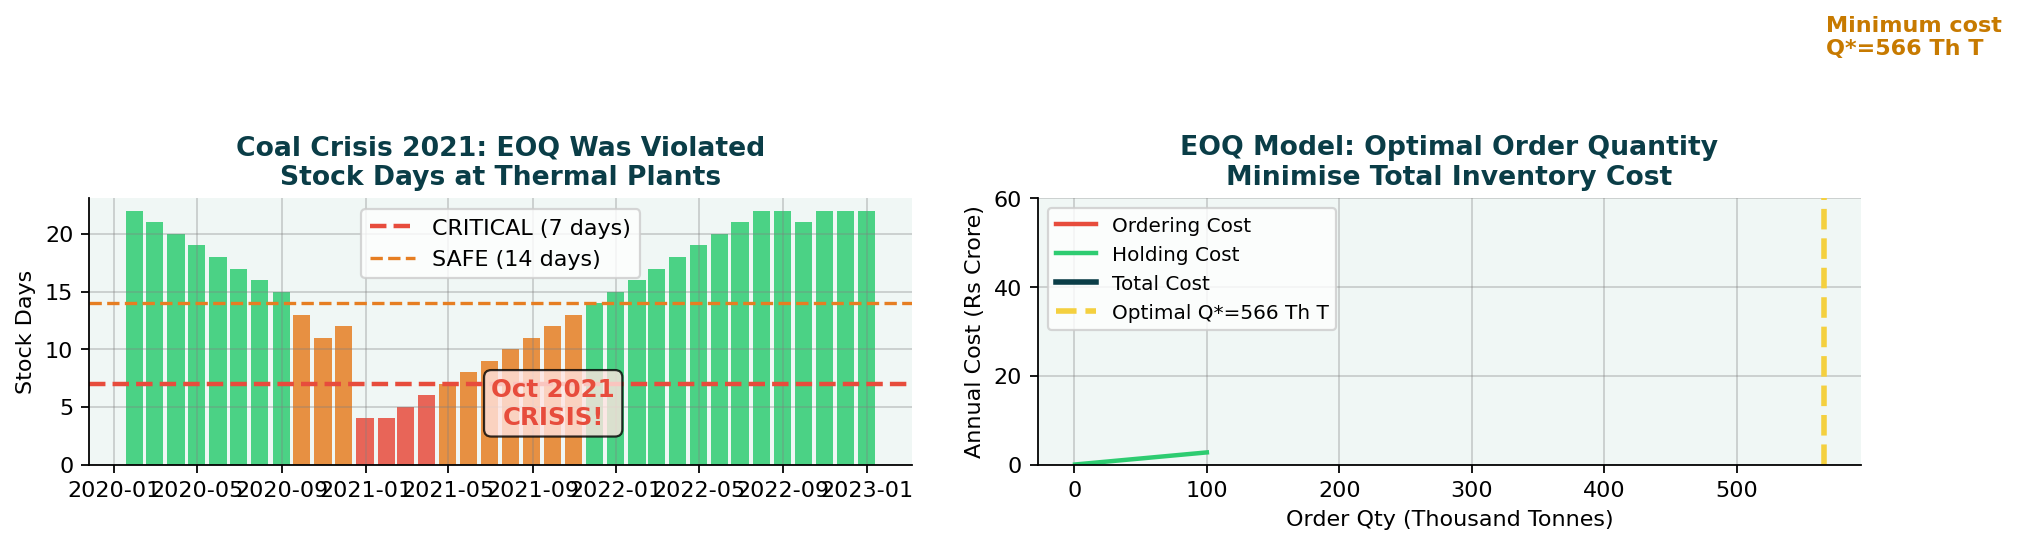 Minimum cost
Q*=566 Th T
Coal Crisis 2021: EOQ Was Violated
Stock Days at Thermal Plants
Stock Days
20
15
10
5
0
CRITICAL (7 days)
SAFE (14 days)
Oct 2021
CRISIS!
2020-01 2020-05 2020-09 2021-01 2021-05 2021-09 2022-01 2022-05 2022-09 2023-01
EOQ Model: Optimal Order Quantity
Minimise Total Inventory Cost
Annual Cost (Rs Crore)
60
40
20
0
Ordering Cost
Holding Cost
Total Cost
Optimal Q*=566 Th T
0 100 200 300 400 500
Order Qty (Thousand Tonnes)